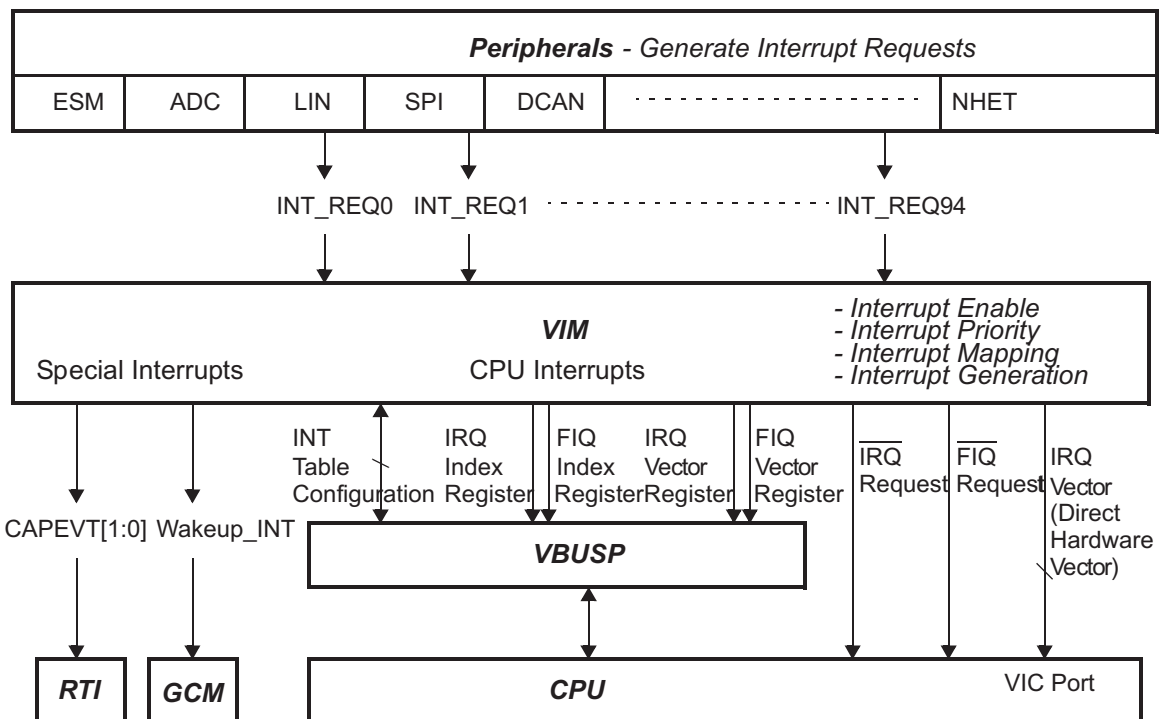 Peripherals - Generate Interrupt Requests
ESM ADC LIN SPI DCAN NHET
INT_REQ0 INT_REQ1 INT_REQ94
VIM
- Interrupt Enable
- Interrupt Priority
- Interrupt Mapping
- Interrupt Generation
Special Interrupts
CPU Interrupts
INT
Table
Configuration
IRQ
Index
Register
FIQ
Index
Register
IRQ
Vector
Register
FIQ
Vector
Register
IRQ
Request
FIQ
Request
IRQ
Vector
(Direct
Hardware
Vector)
CAPEVT[1:0] Wakeup_INT
VBUSP
RTI
GCM
CPU
VIC Port